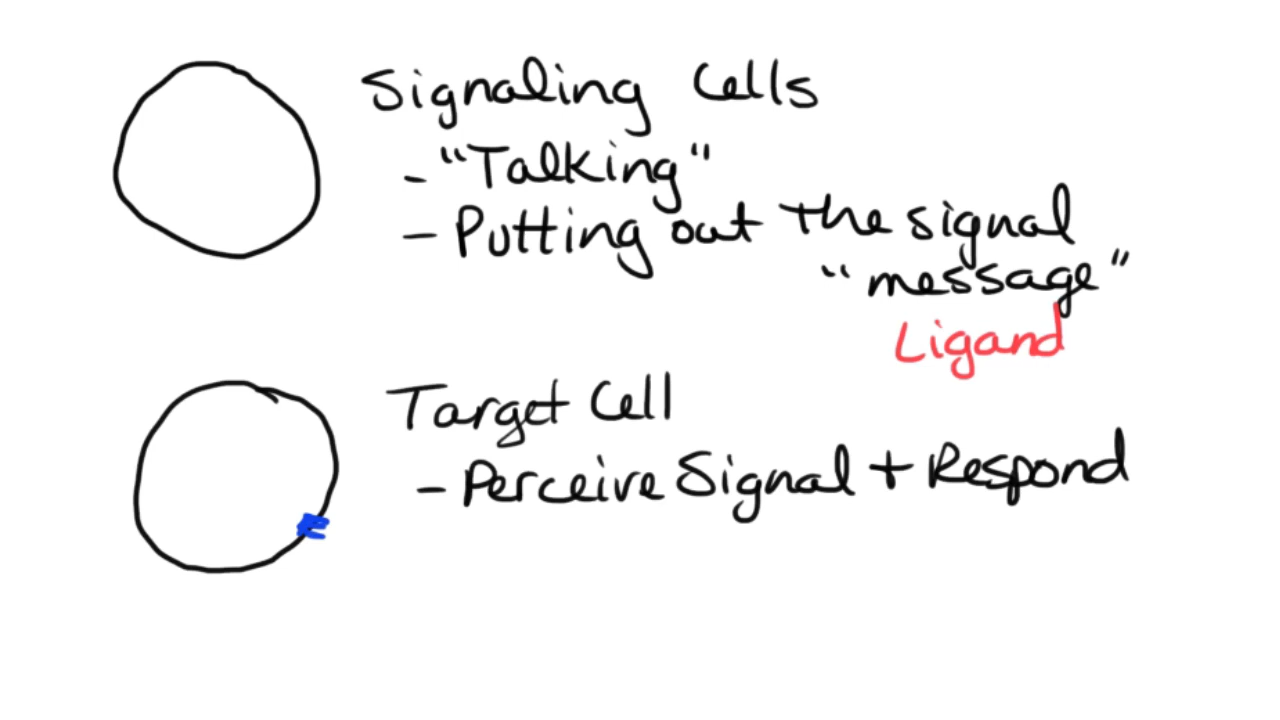 Signaling Cells
- "Talking"
- Putting out the signal
"message"
Ligand
Target Cell
- Perceive Signal + Respond